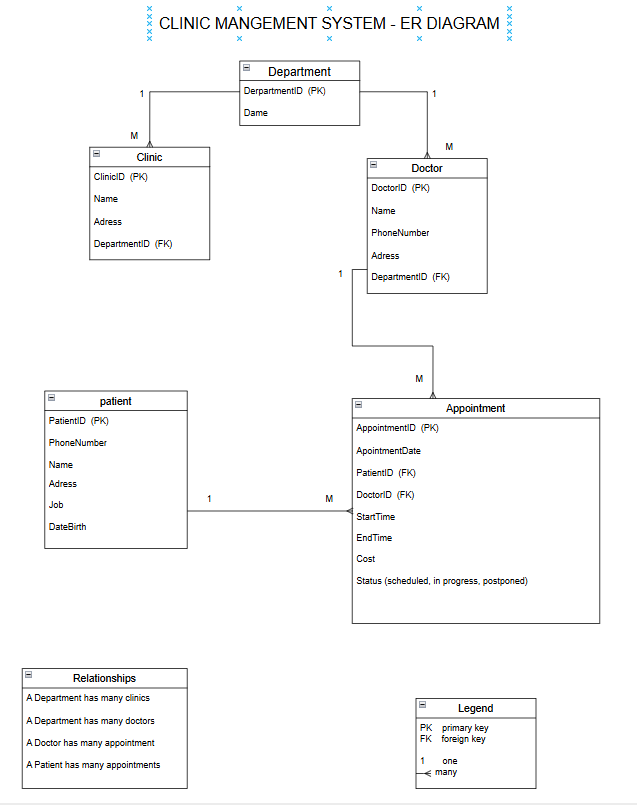 CLINIC MANGEMENT SYSTEM - ER DIAGRAM
Department
DerpartmentID (PK)
Dame
1
1
M
M
Clinic
ClinicID (PK)
Name
Adress
DepartmentID (FK)
Doctor
DoctorID (PK)
Name
PhoneNumber
Adress
DepartmentID (FK)
1
M
patient
PatientID (PK)
PhoneNumber
Name
Adress
Job
DateBirth
1
M
Appointment
AppointmentID (PK)
ApointmentDate
PatientID (FK)
DoctorID (FK)
StartTime
EndTime
Cost
Status (scheduled, in progress, postponed)
Relationships
A Department has many clinics
A Department has many doctors
A Doctor has many appointment
A Patient has many appointments
Legend
PK primary key
FK foreign key
1 one
many